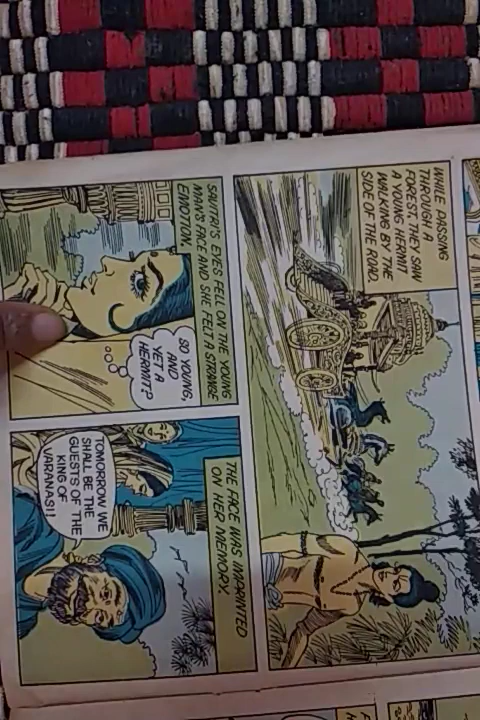 WHILE PASSING
THROUGH A
FOREST, THEY SAW
A YOUNG HERMIT
WALKING BY THE
SIDE OF THE ROAD.
SAVITRI'S EYES FELL ON THE YOUNG
MAN'S FACE AND SHE FELT A STRANGE
EMOTION.
SO YOUNG,
AND
YET A
HERMIT?
THE FACE WAS IMPRINTED
ON HER MEMORY.
TOMORROW WE
SHALL BE THE
GUESTS OF THE
KING OF
VARANASI!